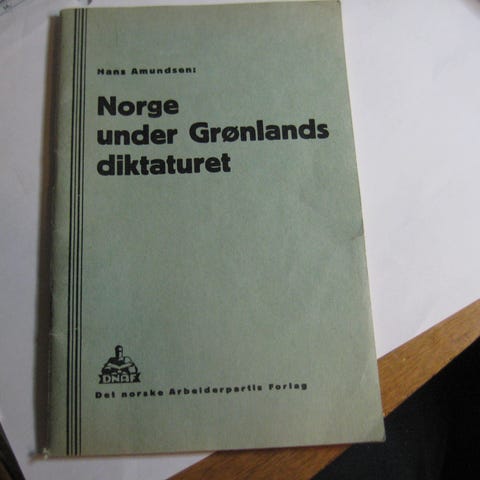 Hans Amundsen:
Norge
under Grønlands
diktaturet
DNAF
Det norske Arbeiderpartis Forlag